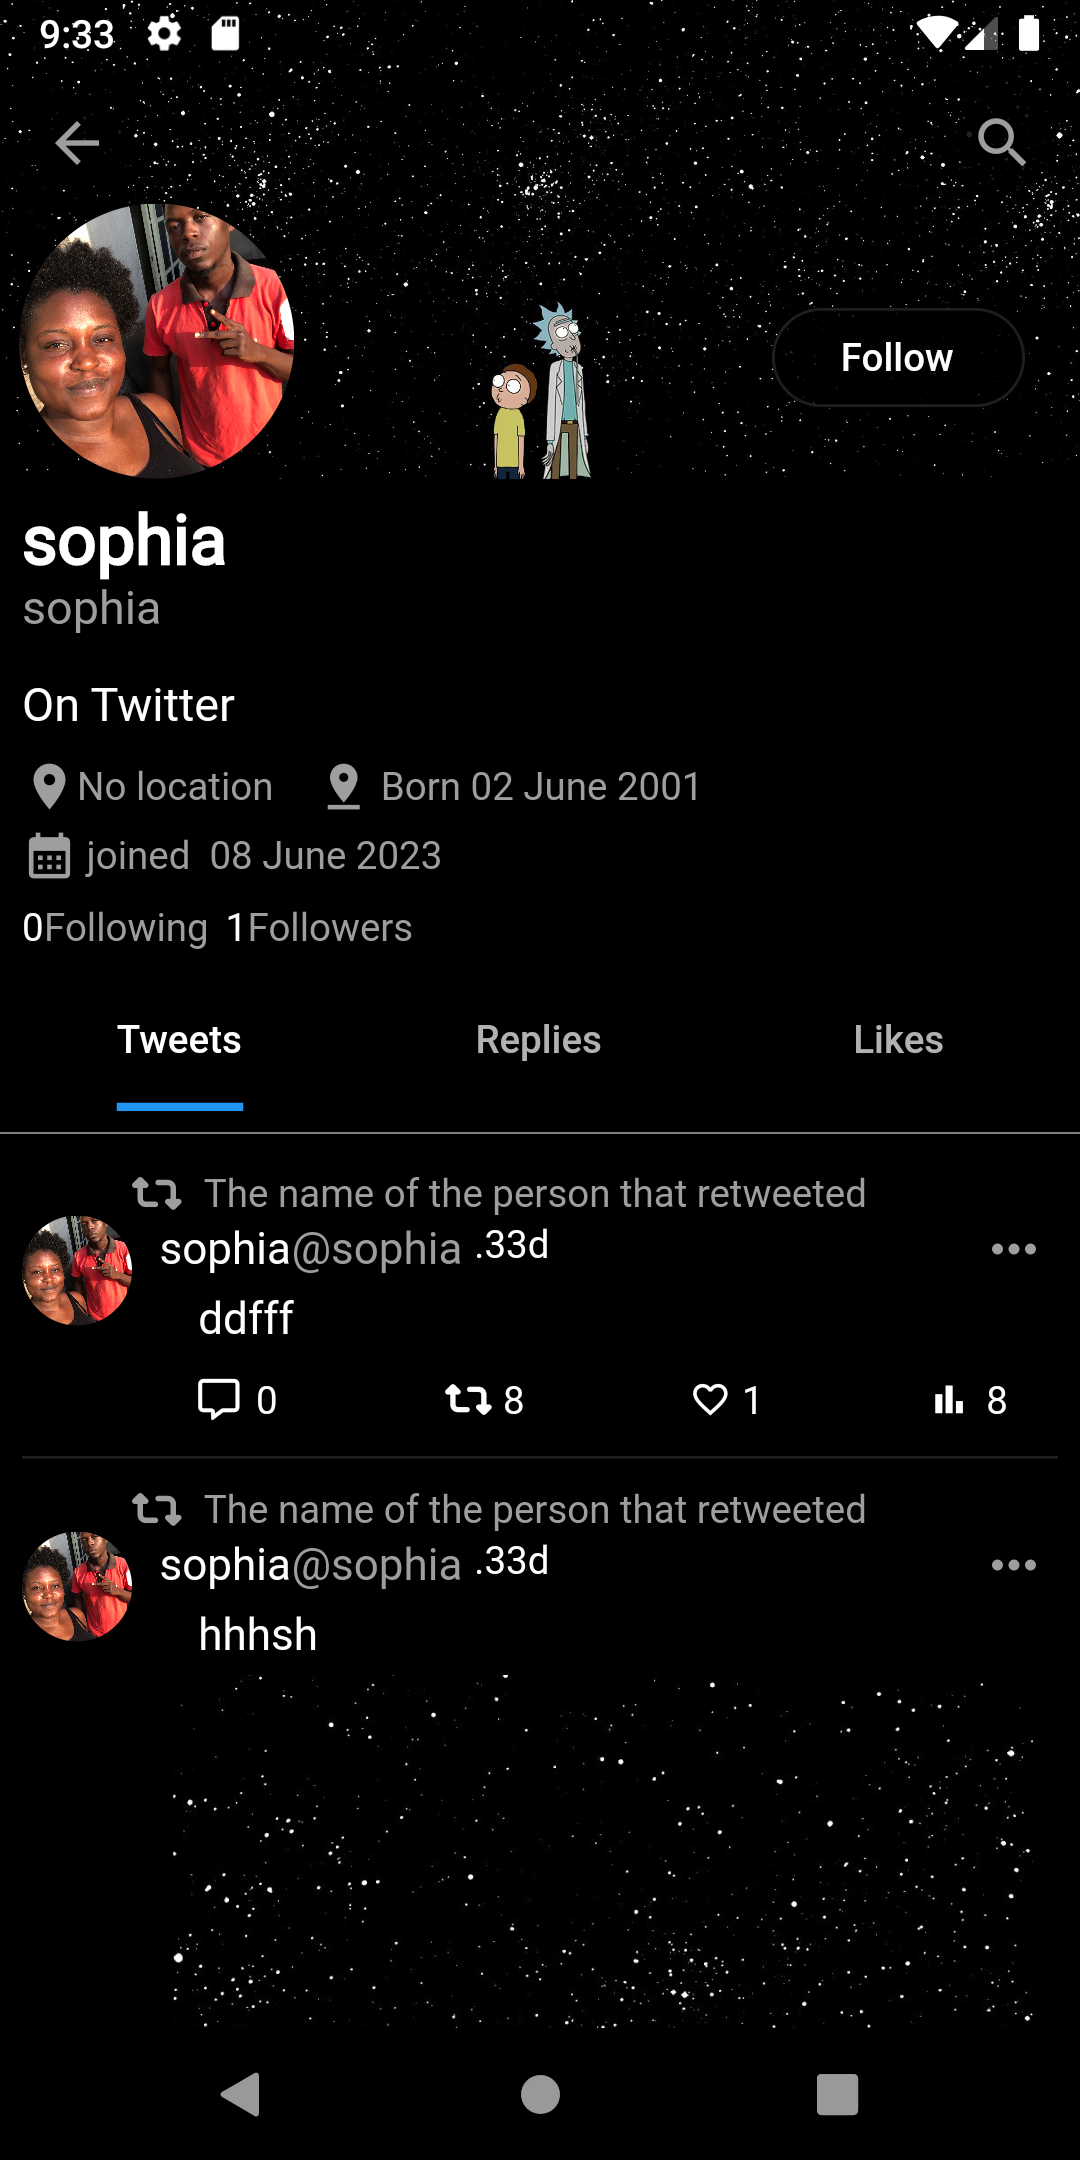 9:33
Follow
sophia
sophia
On Twitter
No location Born 02 June 2001
joined 08 June 2023
0Following 1Followers
Tweets Replies Likes
The name of the person that retweeted
sophia@sophia .33d
ddfff
0 8 1 8
The name of the person that retweeted
sophia@sophia .33d
hhhsh